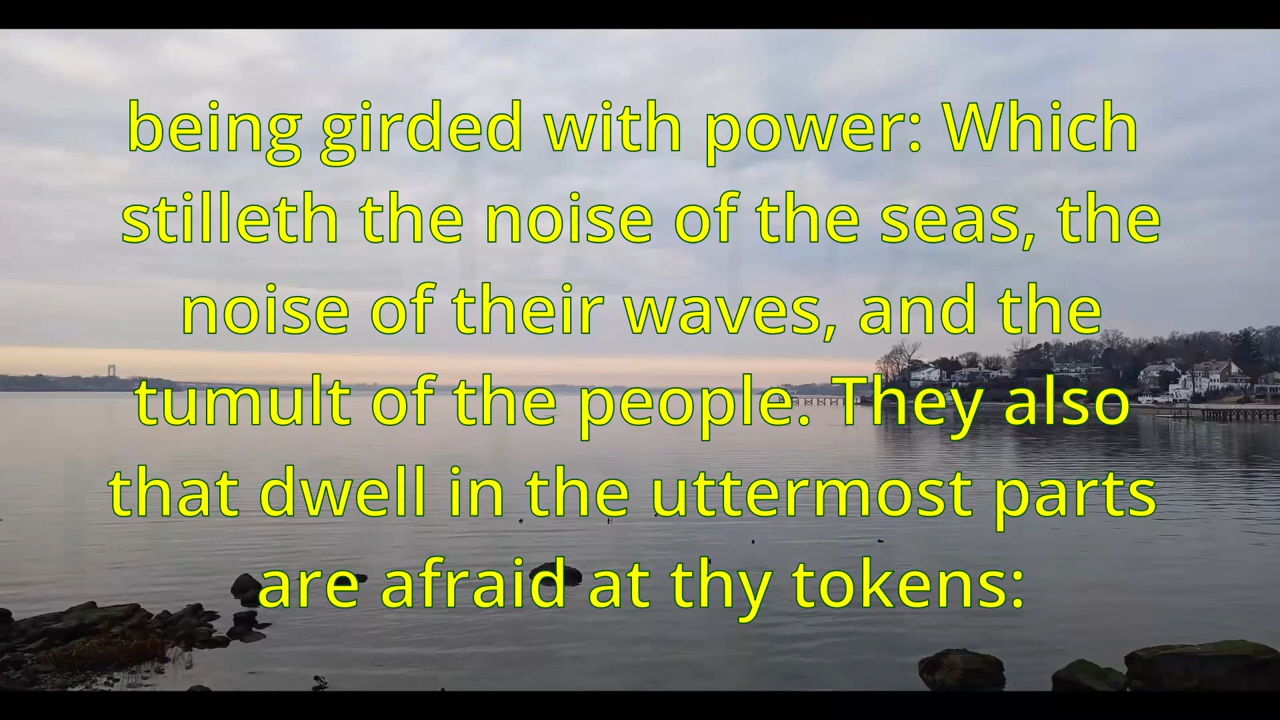 being girded with power: Which
stilleth the noise of the seas, the
noise of their waves, and the
tumult of the people. They also
that dwell in the uttermost parts
are afraid at thy tokens: